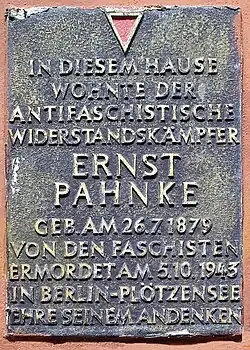 IN DIESEM HAUSE
WOHNTE DER
ANTIFASCHISTISCHE
WIDERSTANDSKÄMPFER
ERNST
PAHNKE
GEB. AM 26.7.1879
VON DEN FASCHISTEN
ERMORDET AM 5.10.1943
IN BERLIN-PLÖTZENSEE
EHRE SEINEM ANDENKEN